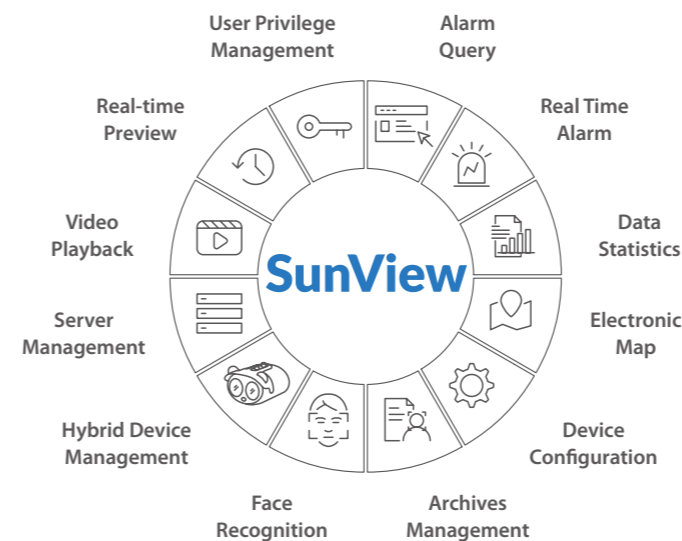 User Privilege
Management
Alarm
Query
Real-time
Preview
Real Time
Alarm
Video
Playback
Data
Statistics
SunView
Server
Management
Electronic
Map
Hybrid Device
Management
Device
Configuration
Face
Recognition
Archives
Management